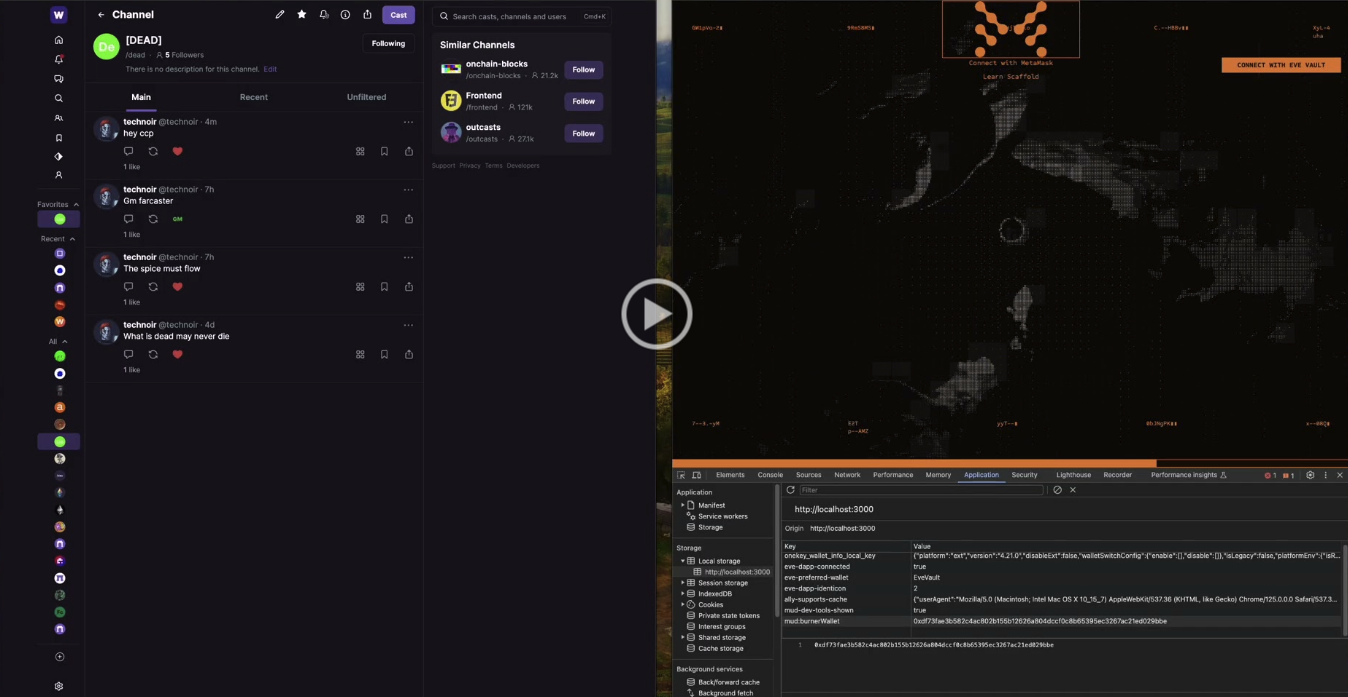 W
Channel
Cast
De
[DEAD]
/dead · 5 Followers
Following
There is no description for this channel. Edit
Main
Recent
Unfiltered
technoir @technoir · 4m
hey ccp
1 like
technoir @technoir · 7h
Gm farcaster
GM
1 like
technoir @technoir · 7h
The spice must flow
1 like
technoir @technoir · 4d
What is dead may never die
1 like
Favorites
Recent
All
Search casts, channels and users
Cmd+K
Similar Channels
onchain-blocks
/onchain-blocks · 21.2k
Follow
Frontend
/frontend · 121k
Follow
outcasts
/outcasts · 27.1k
Follow
Support Privacy Terms Developers
Connect with MetaMask
Learn Scaffold
CONNECT WITH EVE VAULT
Elements Console Sources Network Performance Memory Application Security Lighthouse Recorder Performance insights
1 1
Application
Manifest
Service workers
Storage
Storage
Local storage
http://localhost:3000
Session storage
IndexedDB
Cookies
Private state tokens
Interest groups
Shared storage
Cache storage
Background services
Back/forward cache
Background fetch
Filter
http://localhost:3000
Origin http://localhost:3000
Key Value
onekey_wallet_info_local_key {"platform":"ext","version":"4.21.0","disableExt":false,"walletSwitchConfig":{"enable":[],"disable":[]},"isLegacy":false,"platformEnv":{"isR...
eve-dapp-connected true
eve-preferred-wallet EveVault
eve-dapp-identicon 2
ally-supports-cache {"userAgent":"Mozilla/5.0 (Macintosh; Intel Mac OS X 10_15_7) AppleWebKit/537.36 (KHTML, like Gecko) Chrome/125.0.0.0 Safari/537.3...
mud-dev-tools-shown true
mud:burnerWallet 0xdf73fae3b582c4ac802b155b12626a804dccf0c8b65395ec3267ac21ed029bbe
1 0xdf73fae3b582c4ac802b155b12626a804dccf0c8b65395ec3267ac21ed029bbe